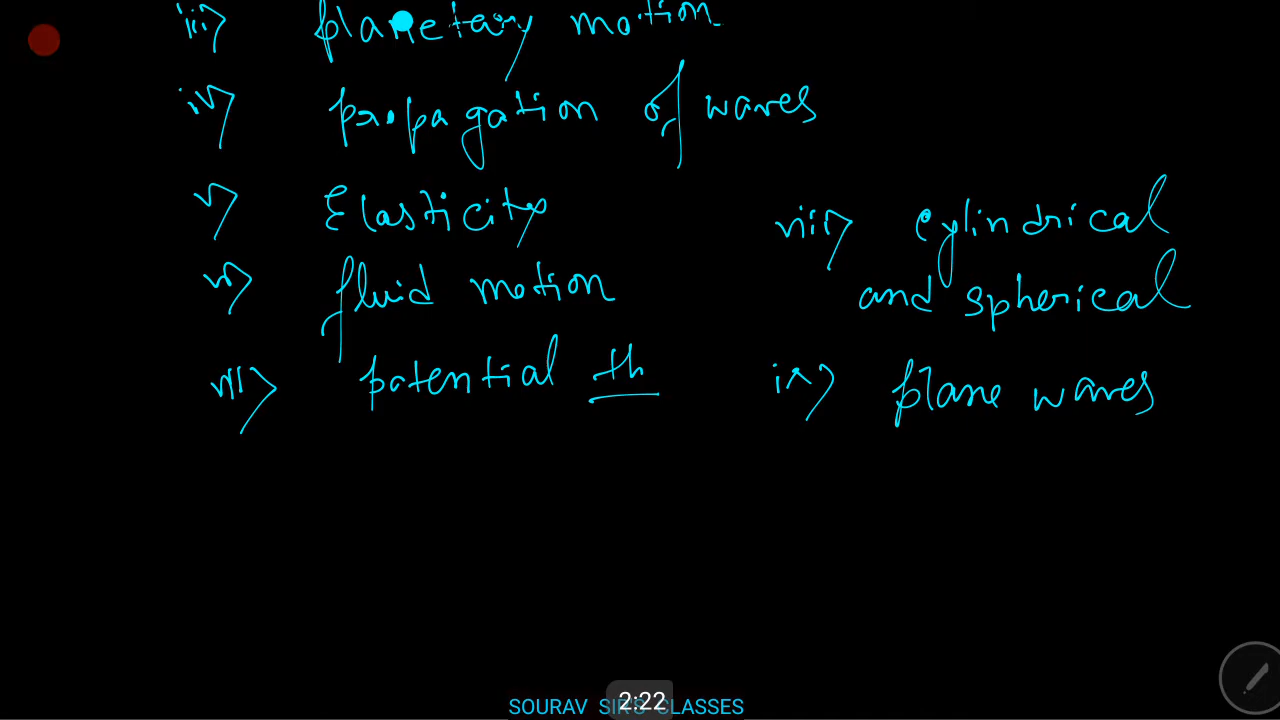 iii> planetary motion
iv> propagation of waves
v> Elasticity
vi> fluid motion
vii> potential th
viii> cylindrical
and spherical
ix> plane waves
2:22
SOURAV SIR'S CLASSES